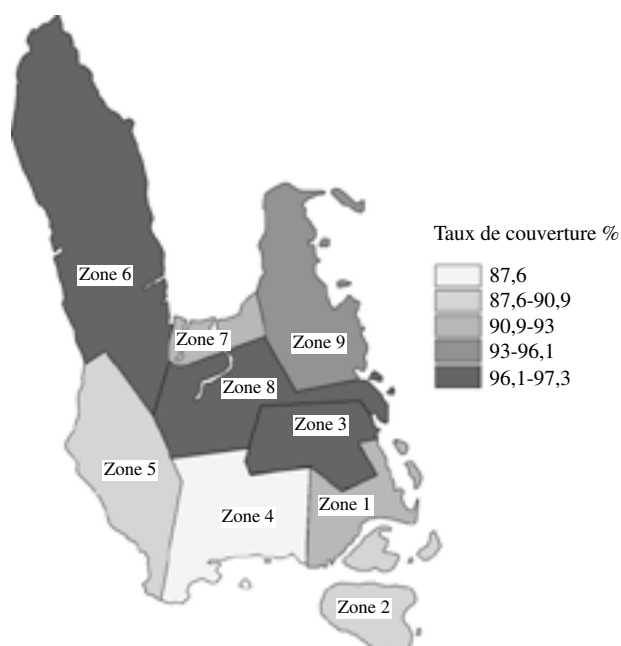 Taux de couverture %
87,6
87,6-90,9
90,9-93
93-96,1
96,1-97,3
Zone 6
Zone 7
Zone 9
Zone 8
Zone 3
Zone 5
Zone 1
Zone 4
Zone 2